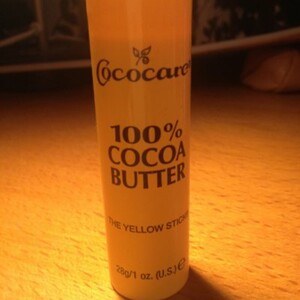 Cococare
100%
COCOA
BUTTER
THE YELLOW STICK
28g/1 oz. (U.S.) e